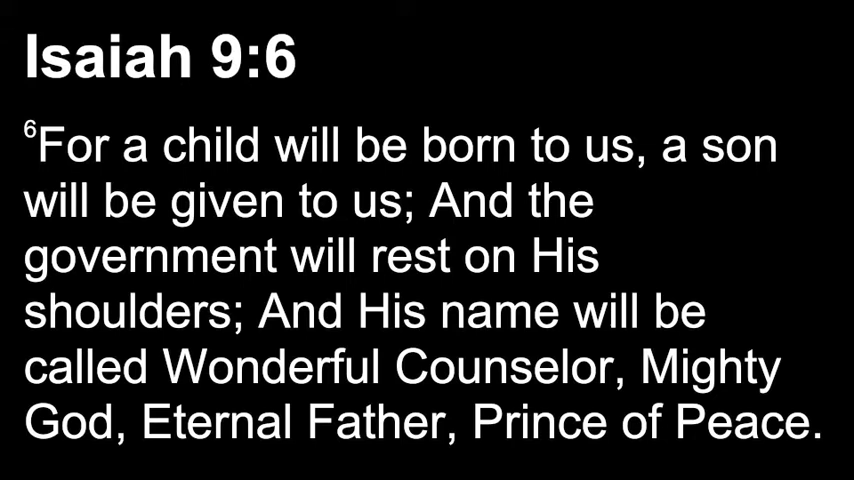 Isaiah 9:6
⁶For a child will be born to us, a son
will be given to us; And the
government will rest on His
shoulders; And His name will be
called Wonderful Counselor, Mighty
God, Eternal Father, Prince of Peace.